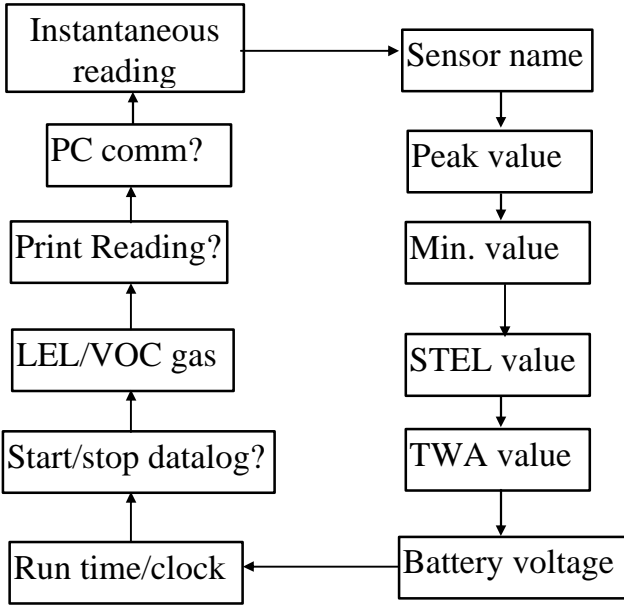 Instantaneous
reading
Sensor name
Peak value
Min. value
STEL value
TWA value
Battery voltage
Run time/clock
Start/stop datalog?
LEL/VOC gas
Print Reading?
PC comm?